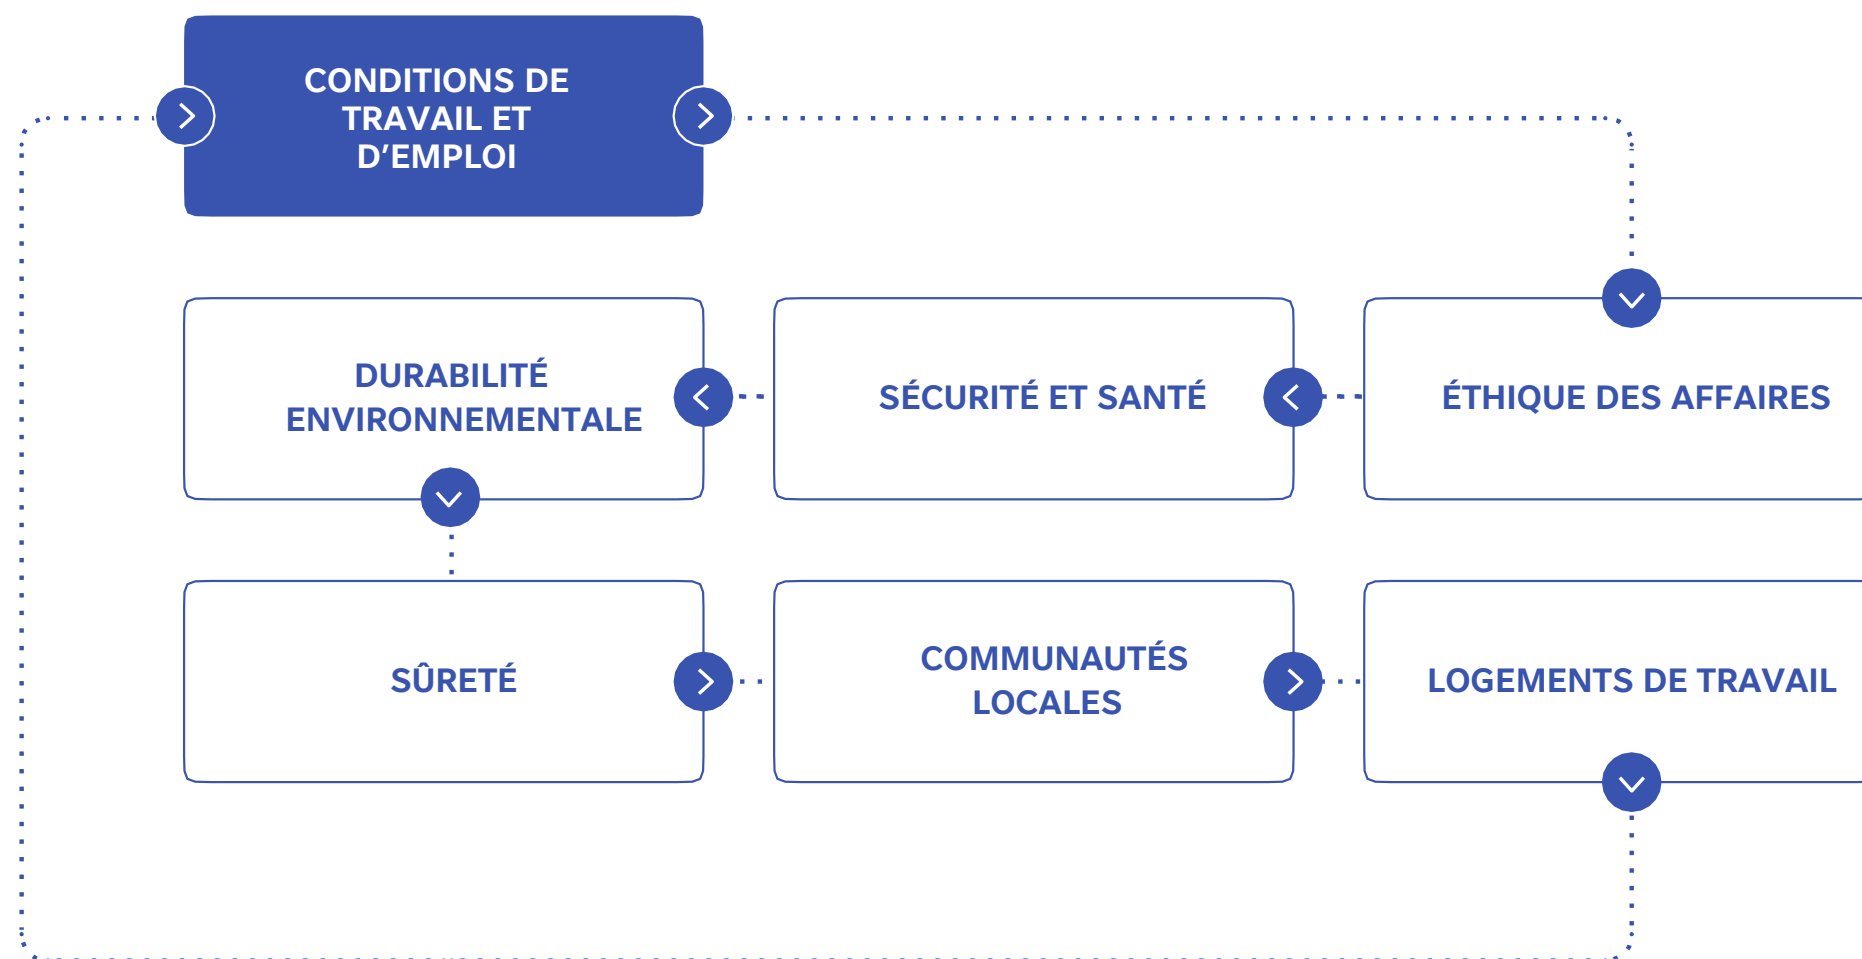 CONDITIONS DE
TRAVAIL ET
D’EMPLOI
DURABILITÉ
ENVIRONNEMENTALE
SÉCURITÉ ET SANTÉ
ÉTHIQUE DES AFFAIRES
SÛRETÉ
COMMUNAUTÉS
LOCALES
LOGEMENTS DE TRAVAIL